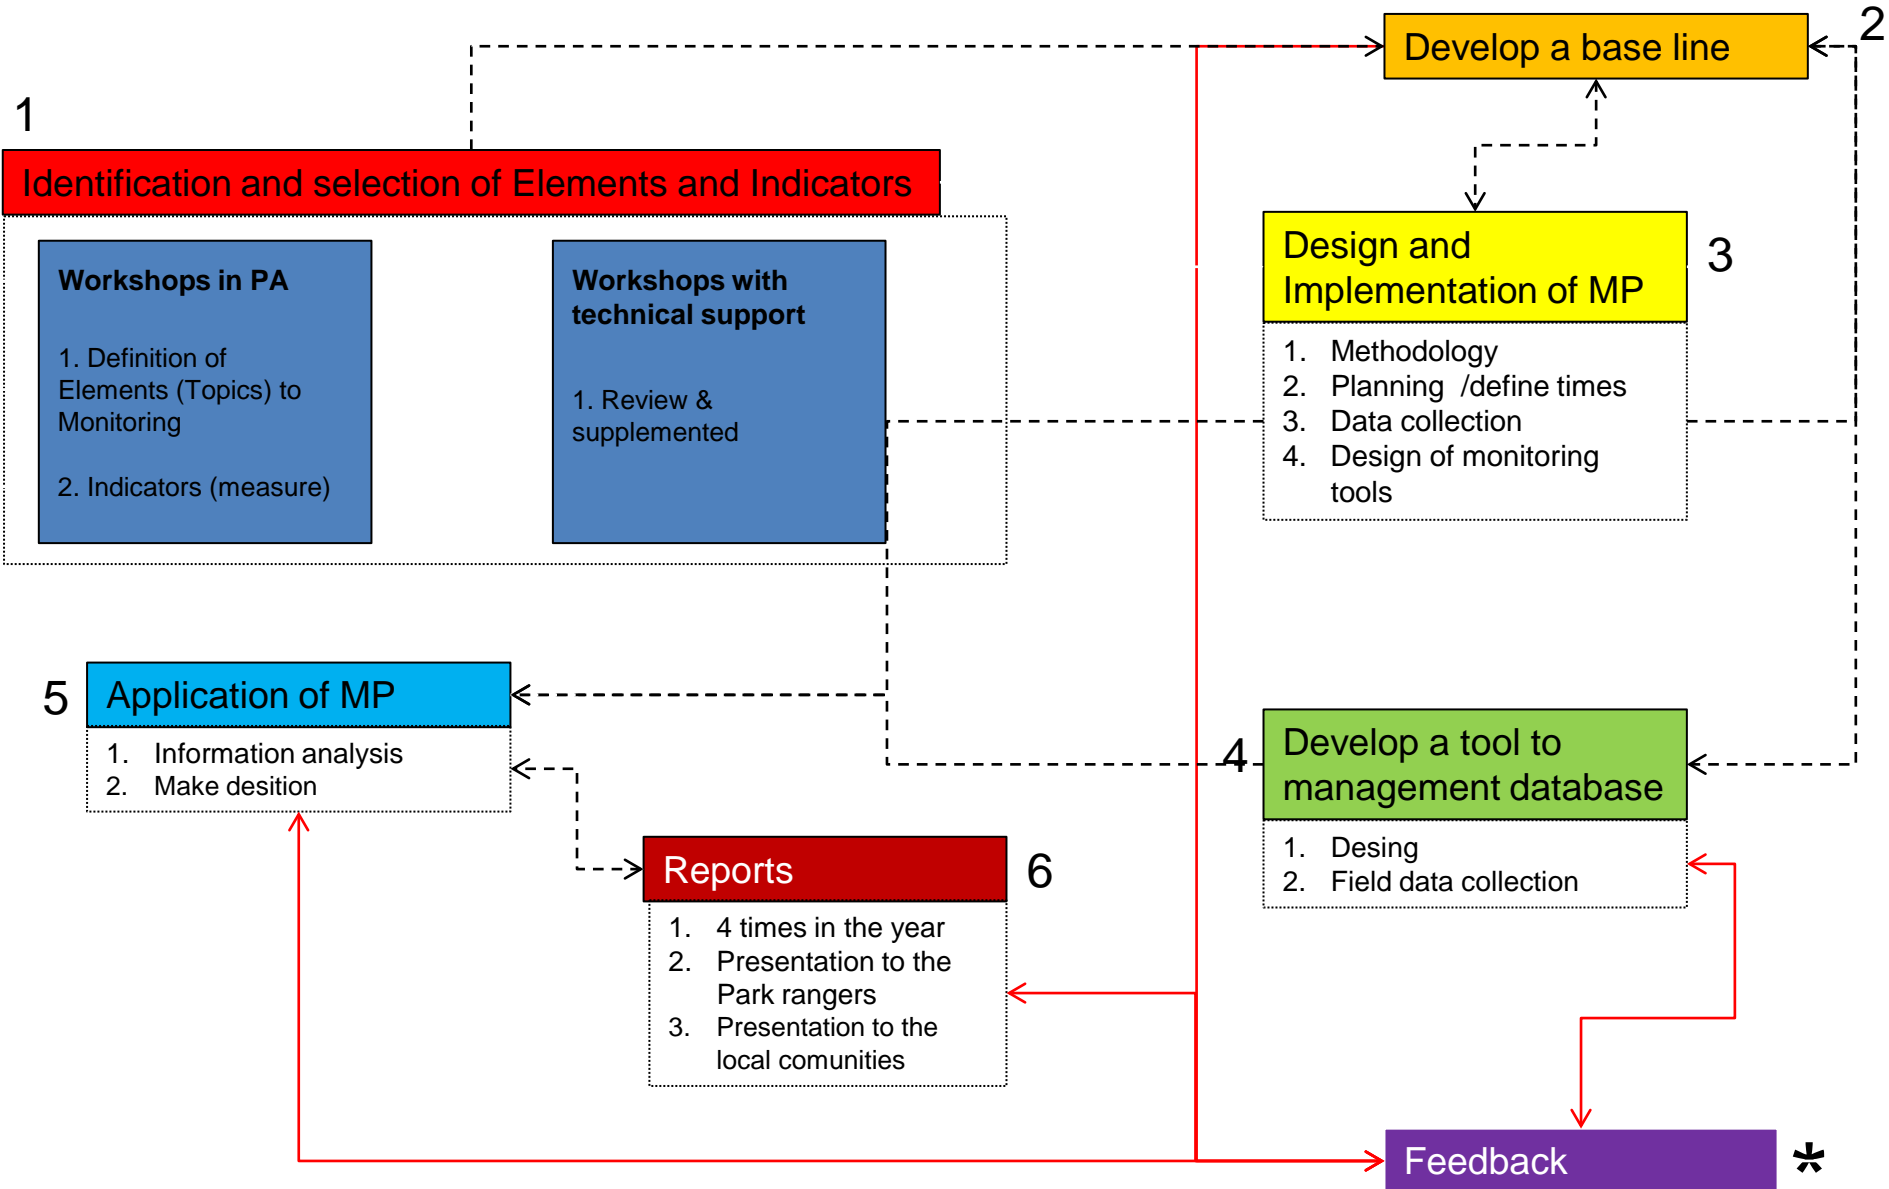 1
Identification and selection of Elements and Indicators
Workshops in PA
1. Definition of
Elements (Topics) to
Monitoring
2. Indicators (measure)
Workshops with
technical support
1. Review &
supplemented
Develop a base line
2
Design and
Implementation of MP
3
1. Methodology
2. Planning /define times
3. Data collection
4. Design of monitoring
tools
4
Develop a tool to
management database
1. Desing
2. Field data collection
5
Application of MP
1. Information analysis
2. Make desition
Reports
6
1. 4 times in the year
2. Presentation to the
Park rangers
3. Presentation to the
local comunities
Feedback
*